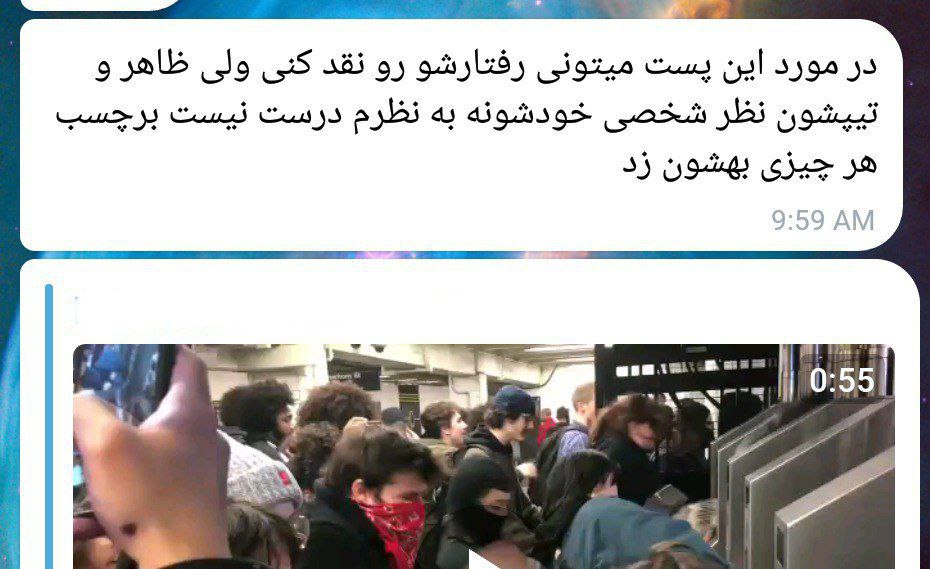 در مورد این پست میتونی رفتارشو رو نقد کنی ولی ظاهر و
تیپشون نظر شخصی خودشونه به نظرم درست نیست برچسب
هر چیزی بهشون زد
9:59 AM
0:55